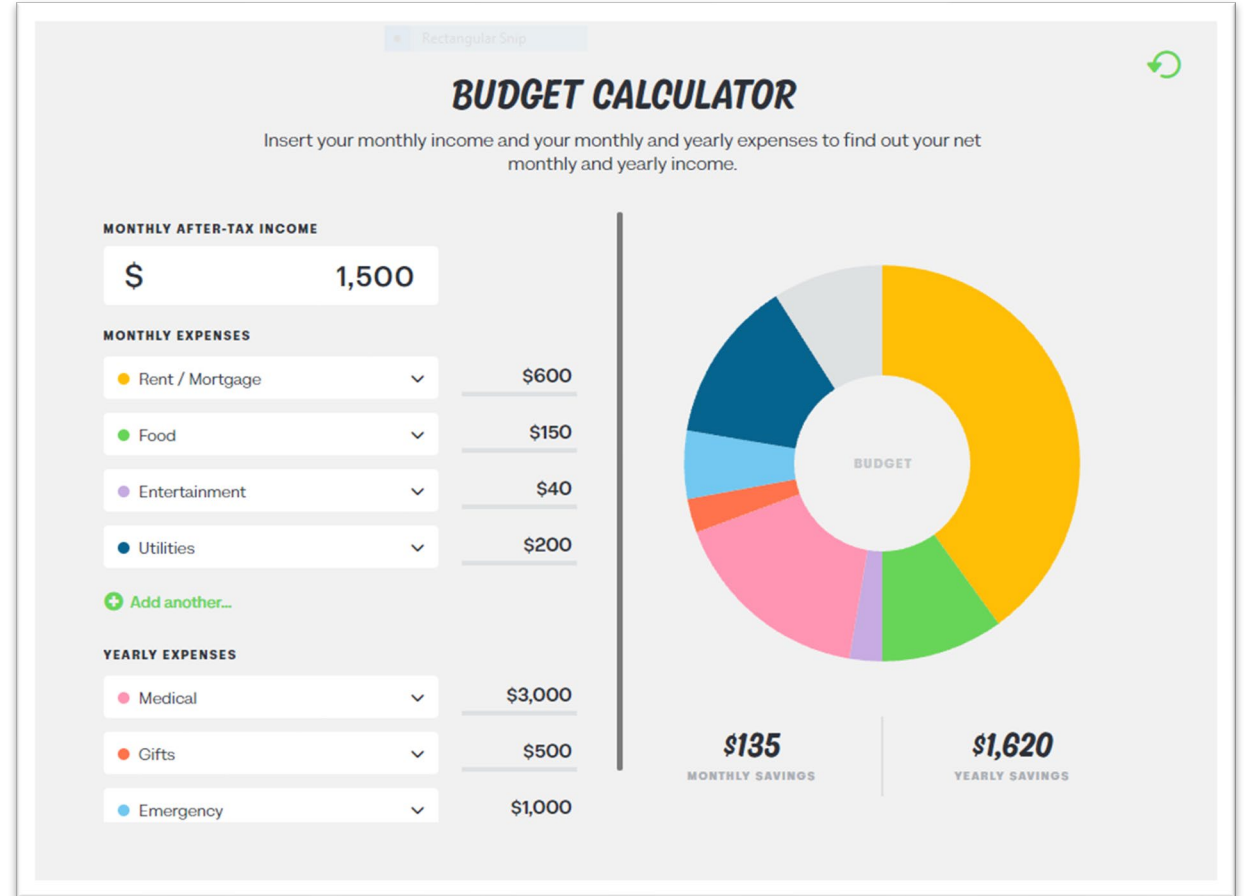 Rectangular Snip
BUDGET CALCULATOR
Insert your monthly income and your monthly and yearly expenses to find out your net
monthly and yearly income.
MONTHLY AFTER-TAX INCOME
$ 1,500
MONTHLY EXPENSES
Rent / Mortgage $600
Food $150
Entertainment $40
Utilities $200
Add another...
YEARLY EXPENSES
Medical $3,000
Gifts $500
Emergency $1,000
BUDGET
$135
MONTHLY SAVINGS
$1,620
YEARLY SAVINGS